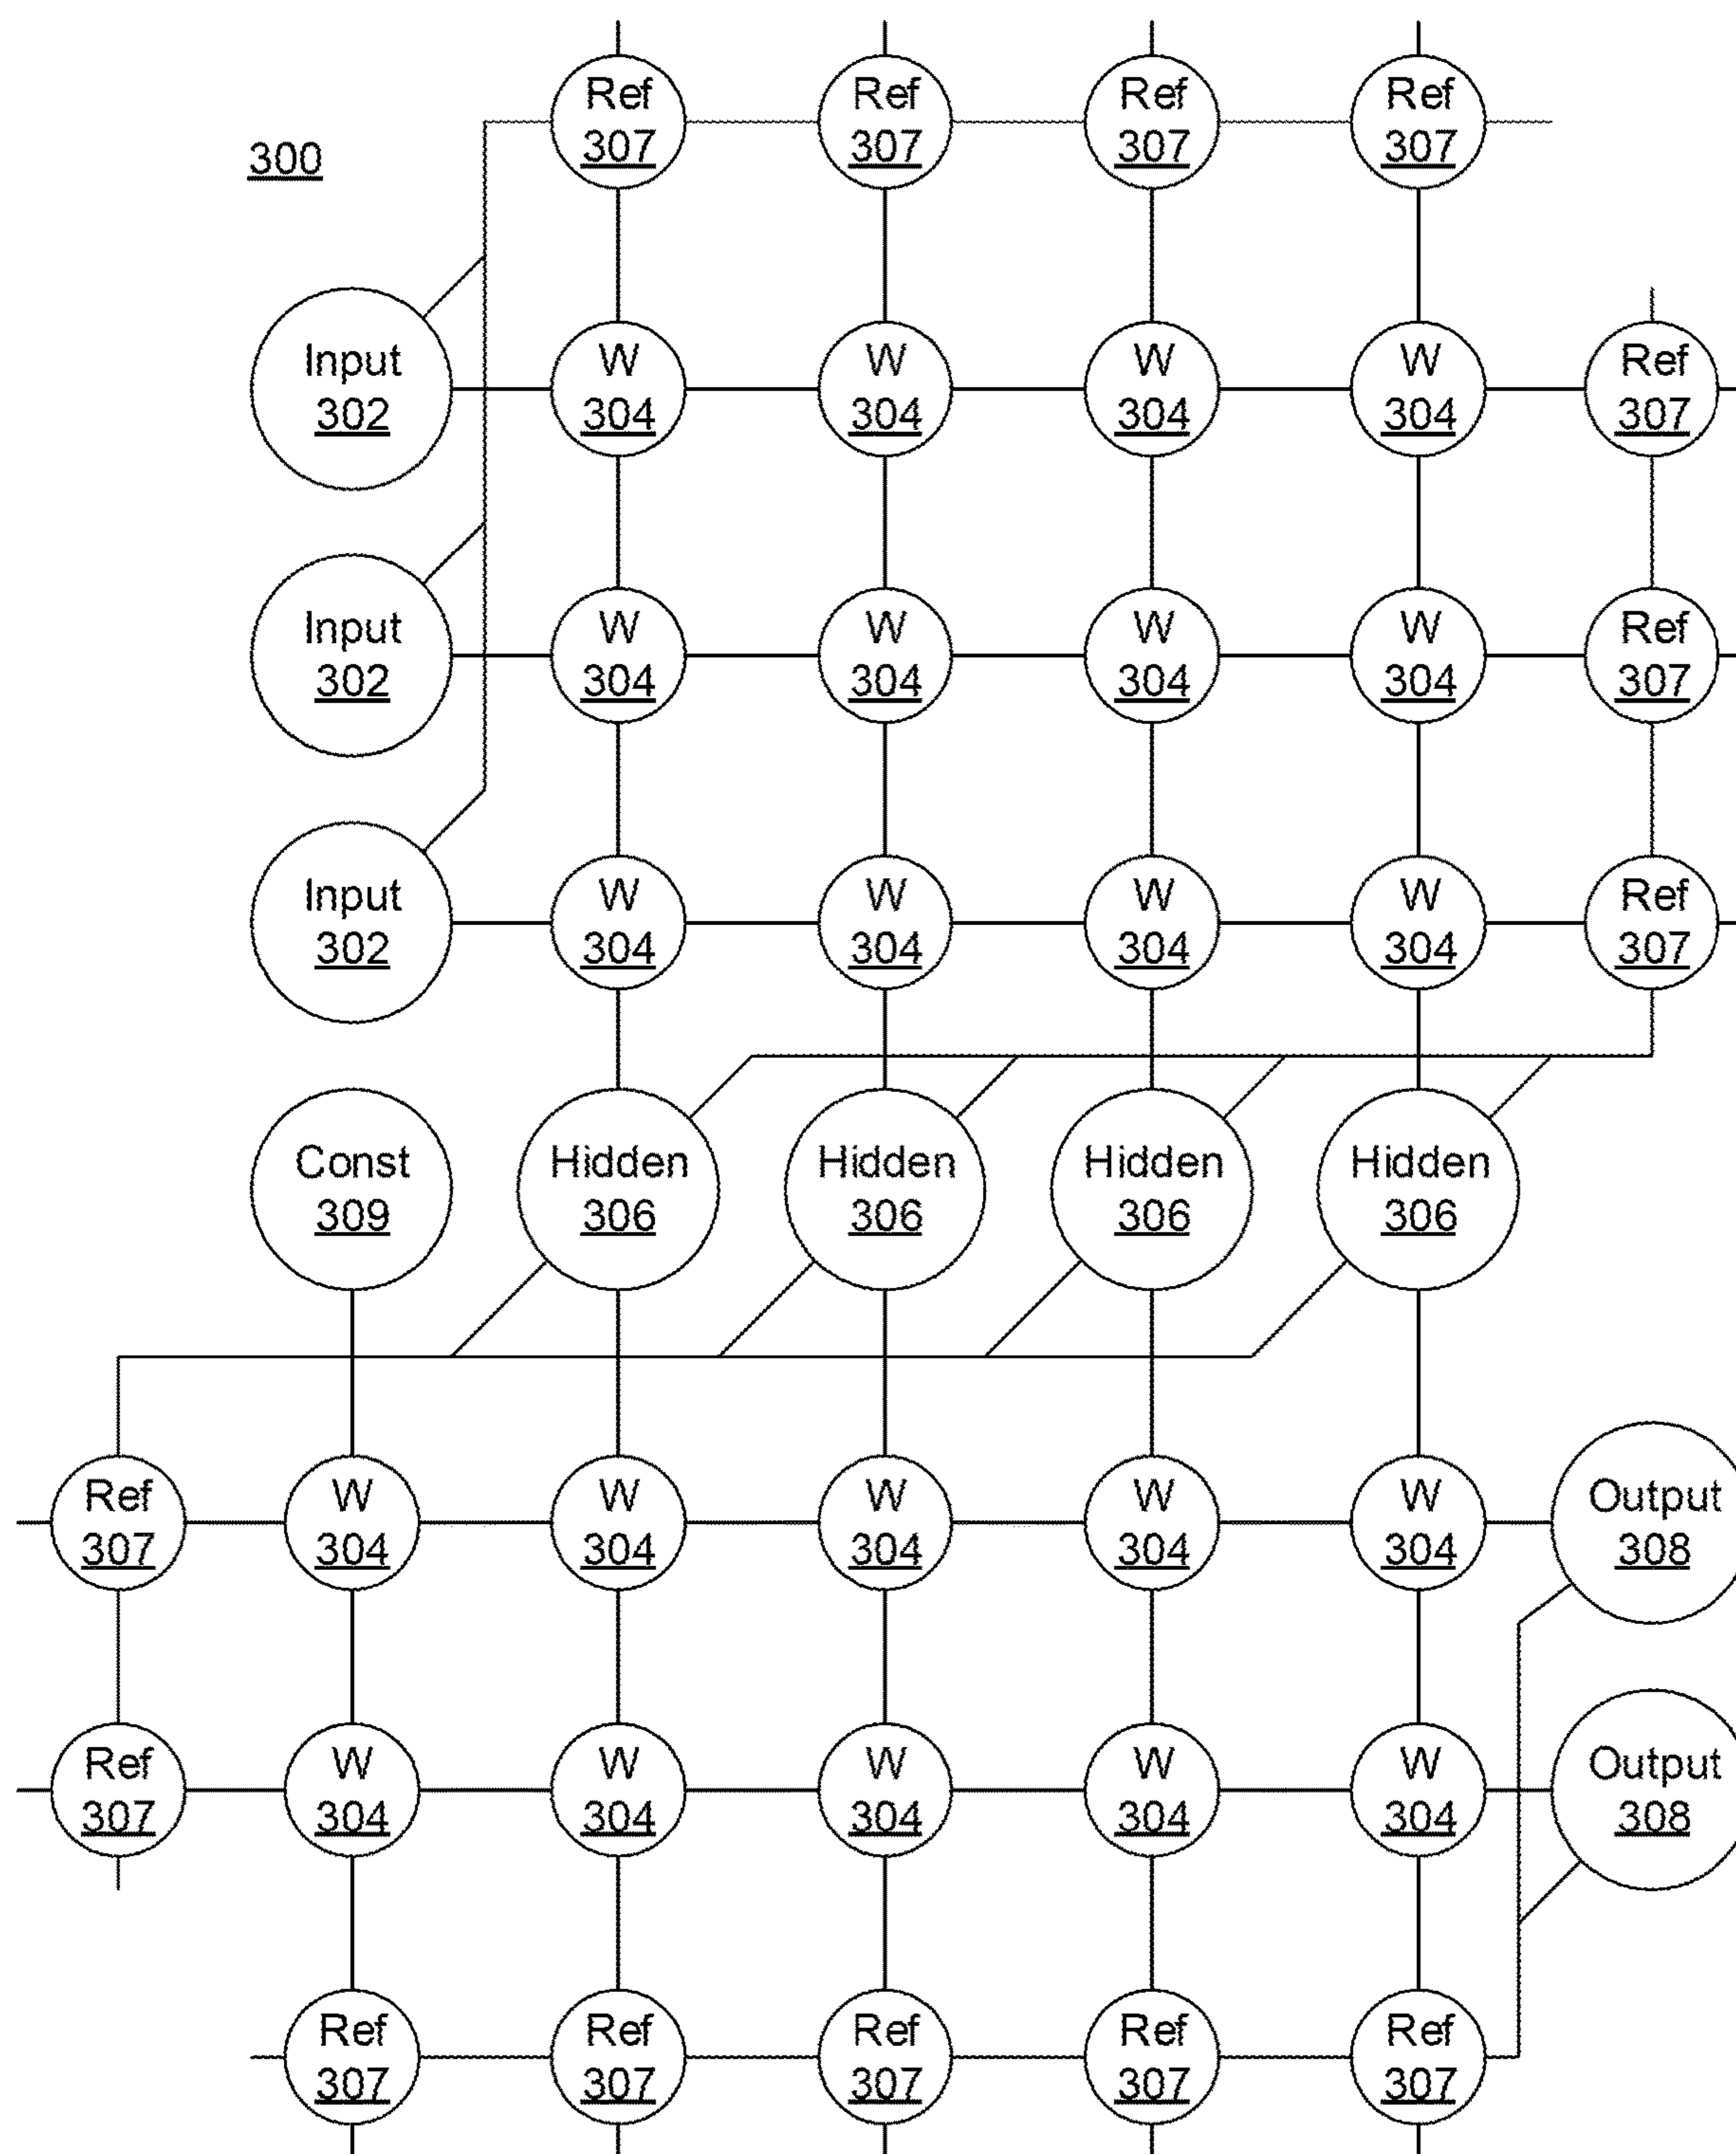 Ref Ref Ref Ref
307 307 307 307
300
Input W W W W Ref
302 304 304 304 304 307
Input W W W W Ref
302 304 304 304 304 307
Input W W W W Ref
302 304 304 304 304 307
Const Hidden Hidden Hidden Hidden
309 306 306 306 306
Ref W W W W W Output
307 304 304 304 304 304 308
Ref W W W W W Output
307 304 304 304 304 304 308
Ref Ref Ref Ref Ref
307 307 307 307 307